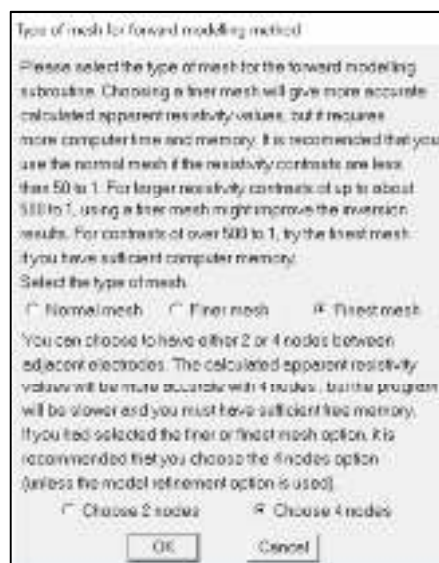 Type of mesh for forward modelling method
Please select the type of mesh for the forward modelling
subroutine. Choosing a finer mesh will give more accurate
calculated apparent resistivity values, but it requires
more computer time and memory. It is recomended that you
use the normal mesh if the resistivity contrasts are less
than 50 to 1. For larger resistivity contrasts of up to about
500 to 1, using a finer mesh might improve the inversion
results. For contrasts of over 500 to 1, try the finest mesh
if you have sufficient computer memory.
Select the type of mesh.
Normal mesh Finer mesh Finest mesh
You can choose to have either 2 or 4 nodes between
adjacent electrodes. The calculated apparent resistivity
values will be more accurate with 4 nodes , but the program
will be slower and you must have sufficient free memory.
If you had selected the finer or finest mesh option, it is
recommended that you choose the 4 nodes option
(unless the model refinement option is used).
Choose 2 nodes Choose 4 nodes
OK Cancel